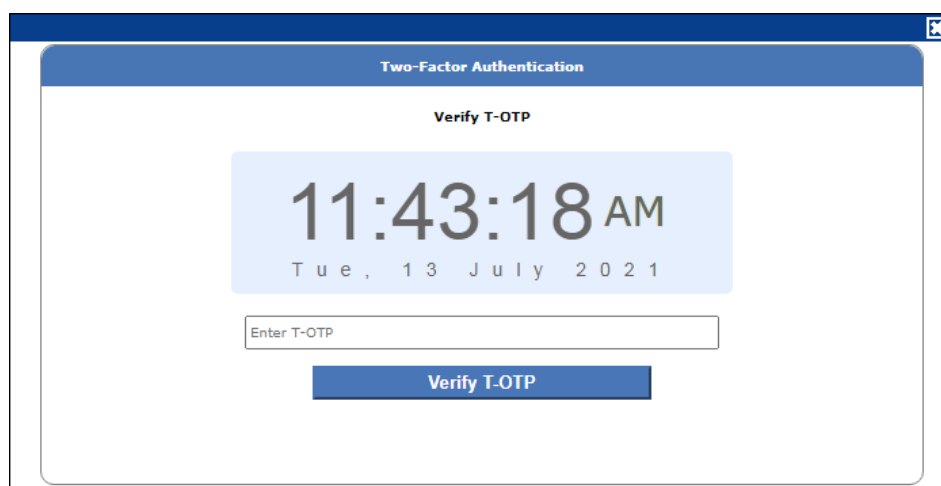 Two-Factor Authentication
Verify T-OTP
11:43:18 AM
Tue, 13 July 2021
Enter T-OTP
Verify T-OTP